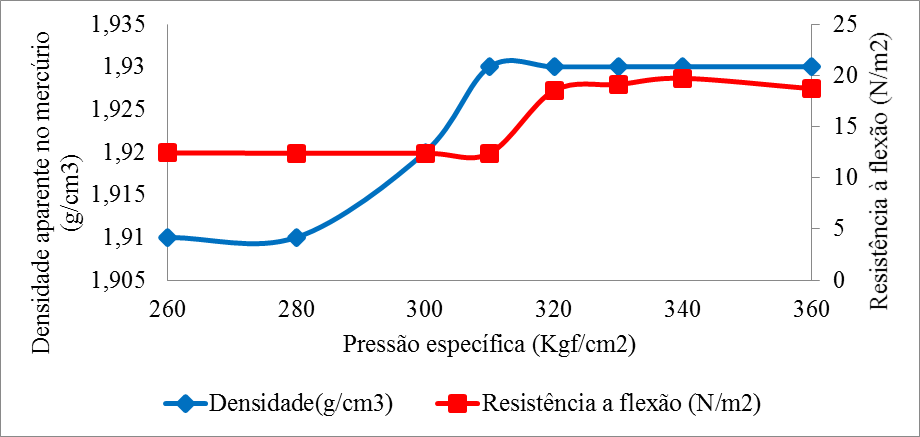 Densidade aparente no mercúrio
(g/cm3)
1,935
1,93
1,925
1,92
1,915
1,91
1,905
25
20
15
10
5
0
Resistência à flexão (N/m2)
260 280 300 320 340 360
Pressão específica (Kgf/cm2)
Densidade(g/cm3) Resistência a flexão (N/m2)